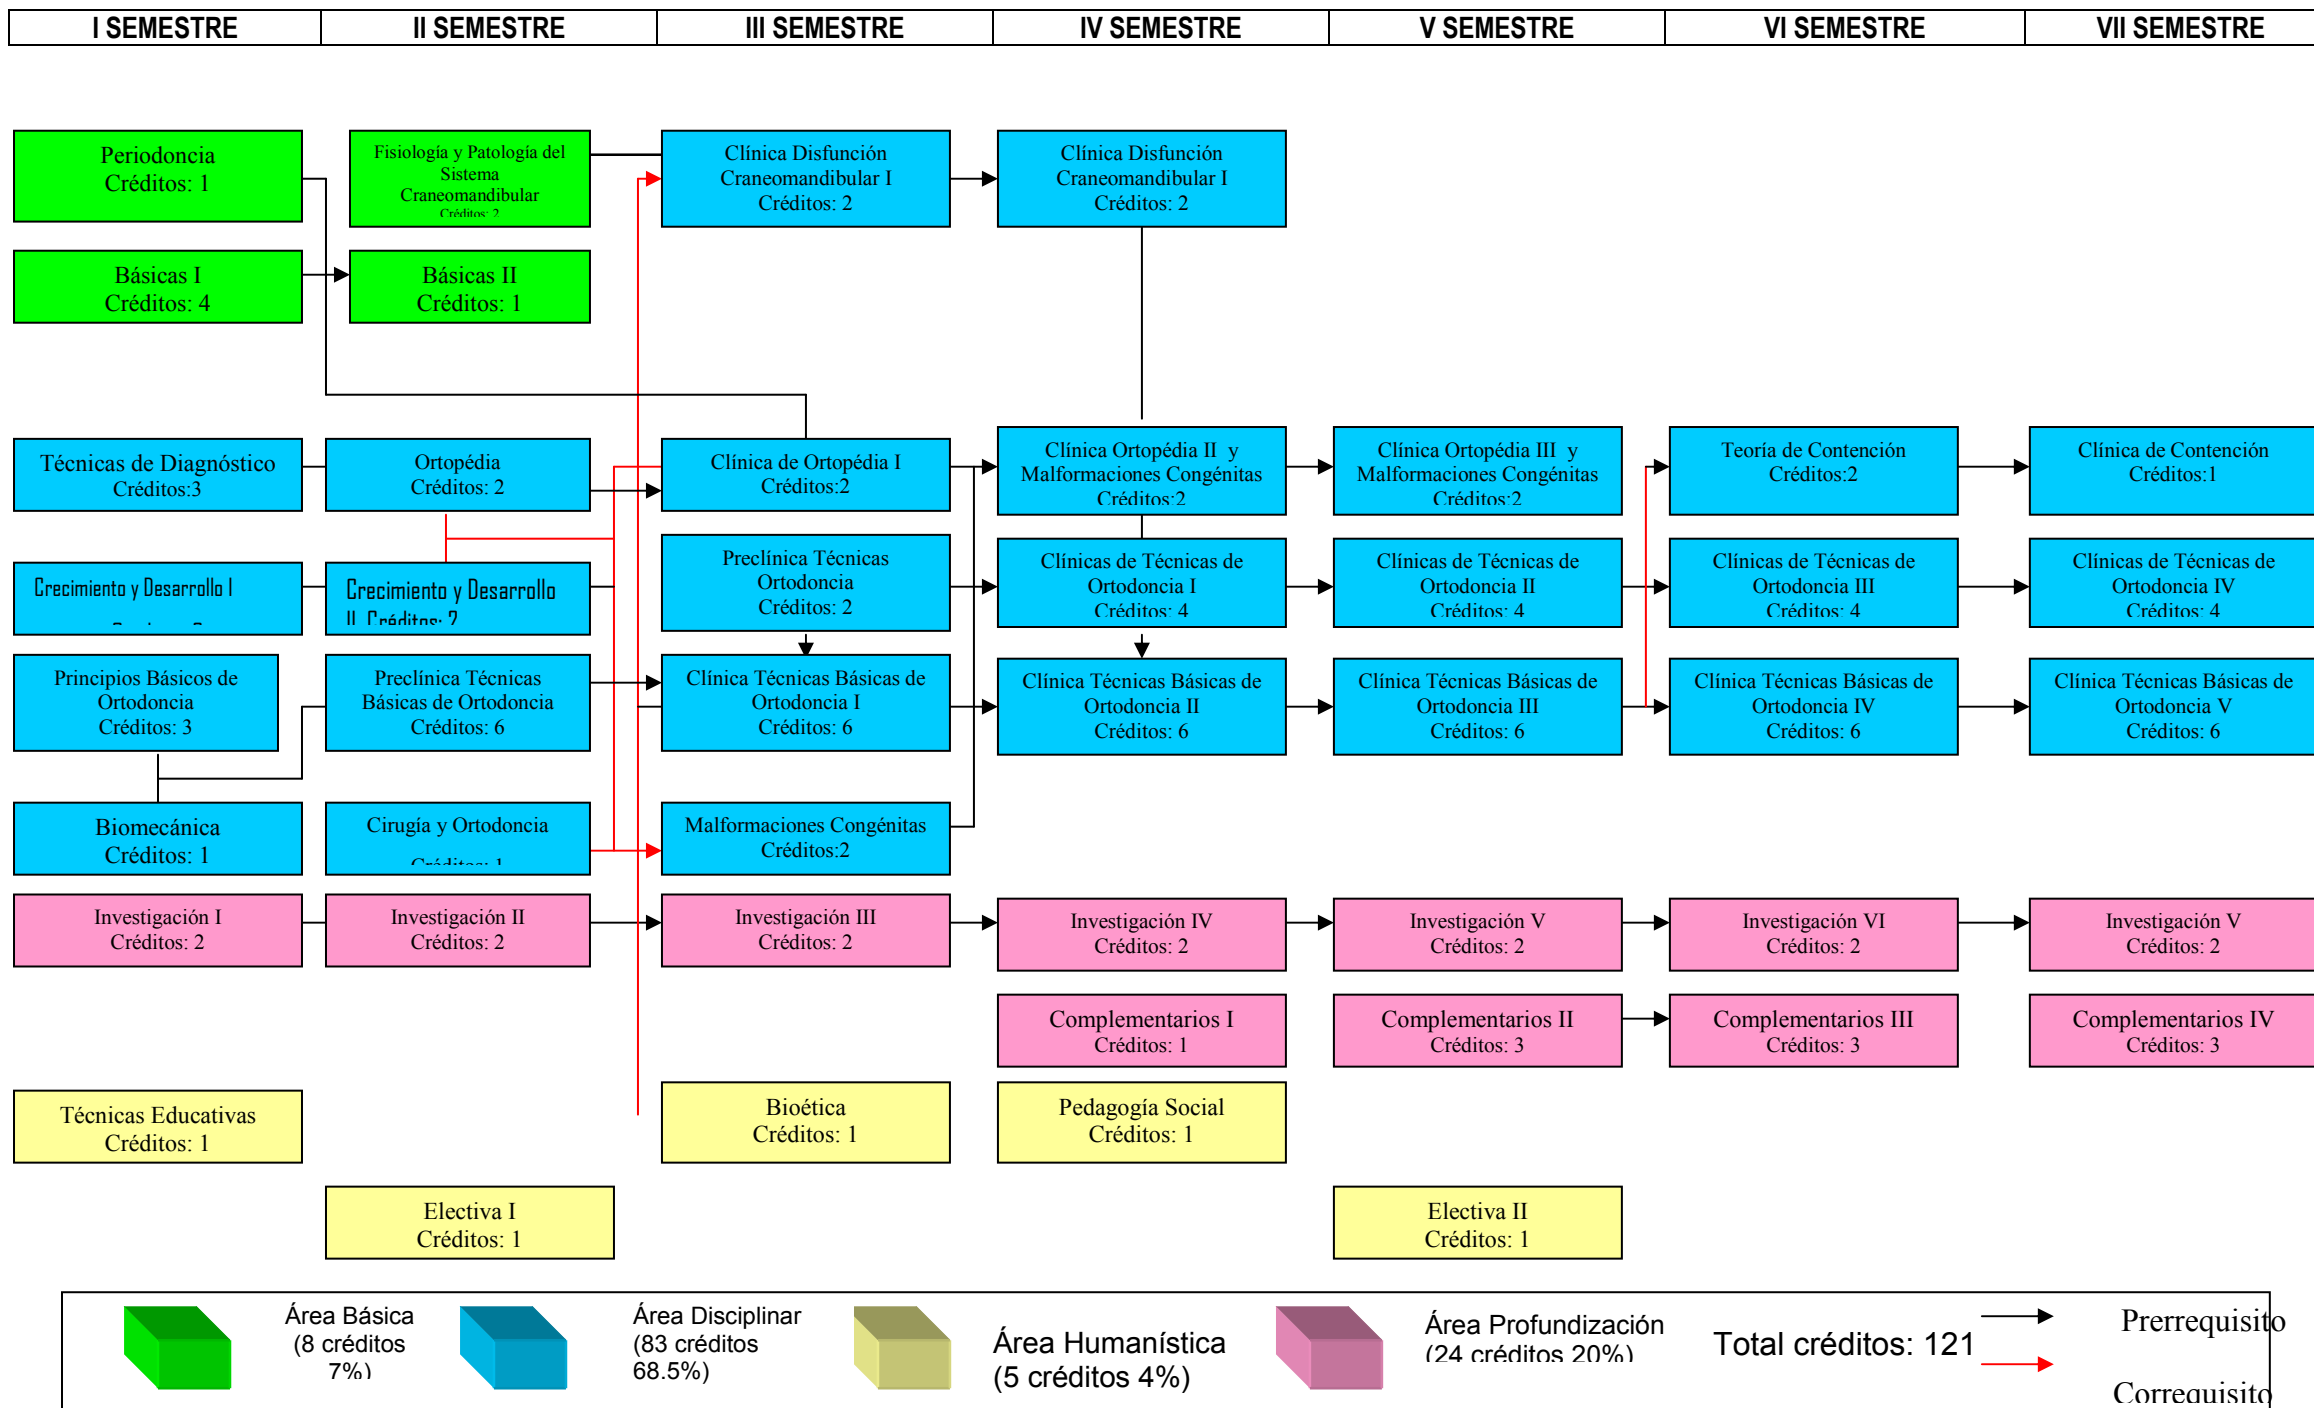 I SEMESTRE
II SEMESTRE
III SEMESTRE
IV SEMESTRE
V SEMESTRE
VI SEMESTRE
VII SEMESTRE
Periodoncia
Créditos: 1
Fisiología y Patología del
Sistema
Craneomandibular
Créditos: 2
Clínica Disfunción
Craneomandibular I
Créditos: 2
Clínica Disfunción
Craneomandibular I
Créditos: 2
Básicas I
Créditos: 4
Básicas II
Créditos: 1
Técnicas de Diagnóstico
Créditos:3
Ortopédia
Créditos: 2
Clínica de Ortopédia I
Créditos:2
Clínica Ortopédia II y
Malformaciones Congénitas
Créditos:2
Clínica Ortopédia III y
Malformaciones Congénitas
Créditos:2
Teoría de Contención
Créditos:2
Clínica de Contención
Créditos:1
Crecimiento y Desarrollo I
Crecimiento y Desarrollo
II Créditos: 2
Preclínica Técnicas
Ortodoncia
Créditos: 2
Clínicas de Técnicas de
Ortodoncia I
Créditos: 4
Clínicas de Técnicas de
Ortodoncia II
Créditos: 4
Clínicas de Técnicas de
Ortodoncia III
Créditos: 4
Clínicas de Técnicas de
Ortodoncia IV
Créditos: 4
Principios Básicos de
Ortodoncia
Créditos: 3
Preclínica Técnicas
Básicas de Ortodoncia
Créditos: 6
Clínica Técnicas Básicas de
Ortodoncia I
Créditos: 6
Clínica Técnicas Básicas de
Ortodoncia II
Créditos: 6
Clínica Técnicas Básicas de
Ortodoncia III
Créditos: 6
Clínica Técnicas Básicas de
Ortodoncia IV
Créditos: 6
Clínica Técnicas Básicas de
Ortodoncia V
Créditos: 6
Biomecánica
Créditos: 1
Cirugía y Ortodoncia
Créditos: 1
Malformaciones Congénitas
Créditos:2
Investigación I
Créditos: 2
Investigación II
Créditos: 2
Investigación III
Créditos: 2
Investigación IV
Créditos: 2
Investigación V
Créditos: 2
Investigación VI
Créditos: 2
Investigación V
Créditos: 2
Complementarios I
Créditos: 1
Complementarios II
Créditos: 3
Complementarios III
Créditos: 3
Complementarios IV
Créditos: 3
Técnicas Educativas
Créditos: 1
Bioética
Créditos: 1
Pedagogía Social
Créditos: 1
Electiva I
Créditos: 1
Electiva II
Créditos: 1
Área Básica
(8 créditos
7%)
Área Disciplinar
(83 créditos
68.5%)
Área Humanística
(5 créditos 4%)
Área Profundización
(24 créditos 20%)
Total créditos: 121
Prerrequisito
Correquisito